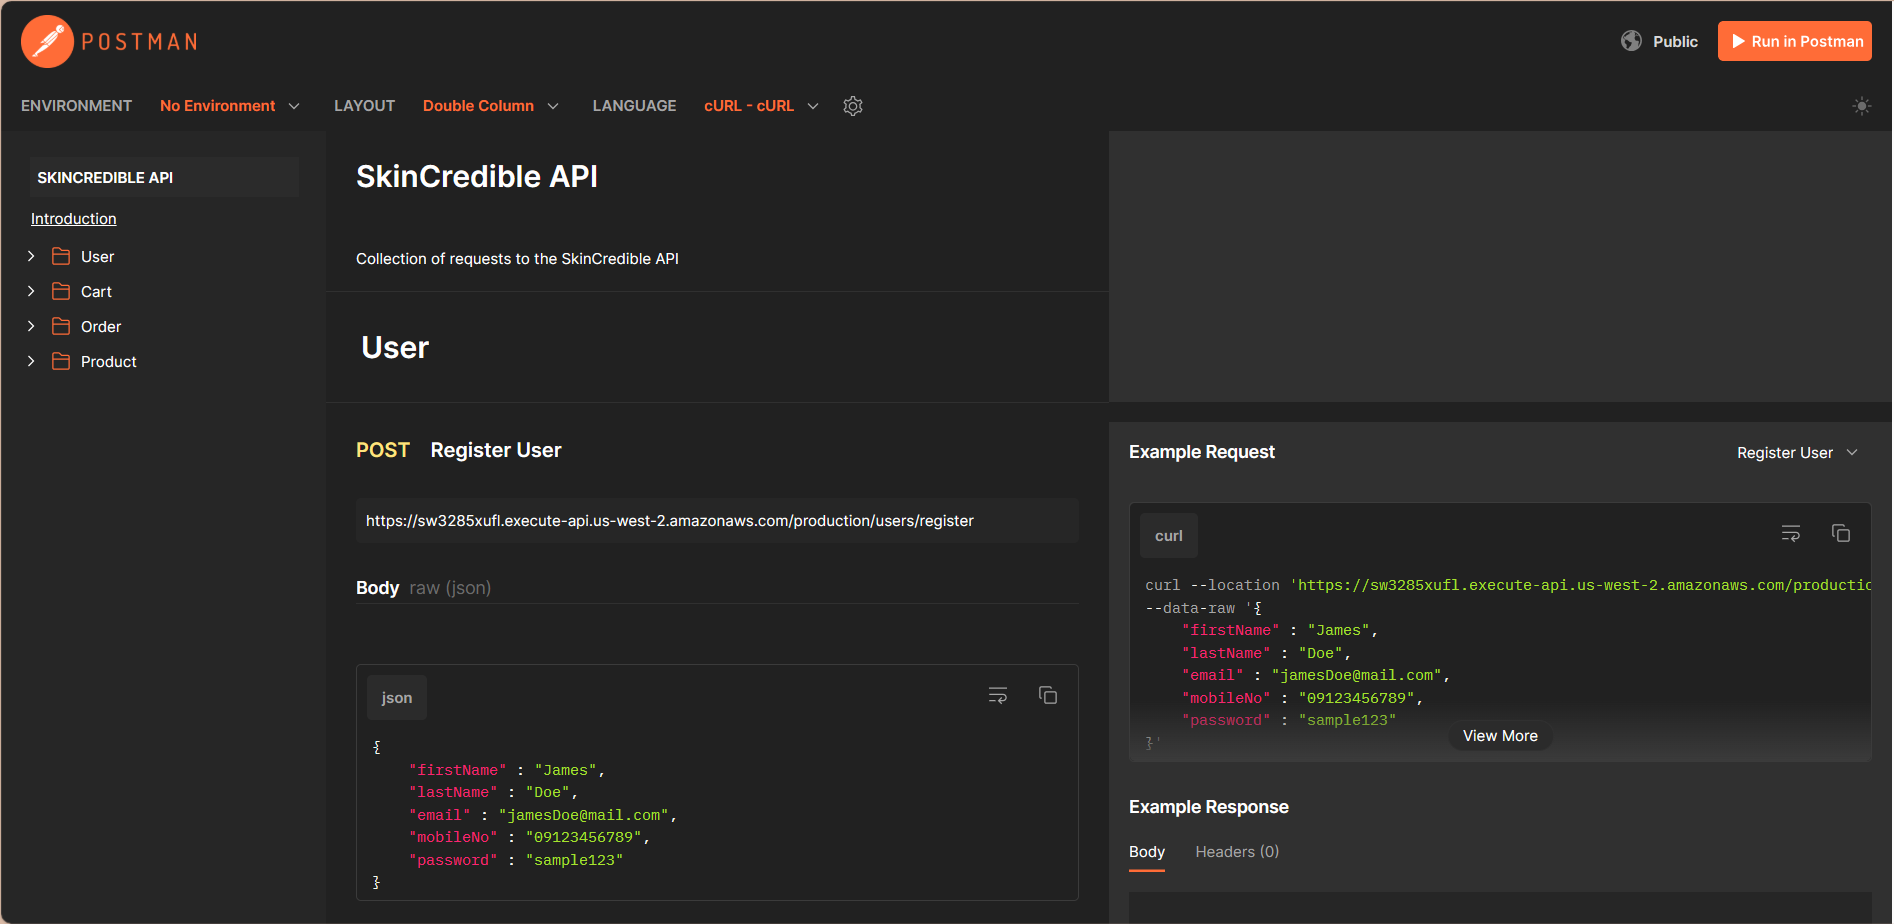 POSTMAN
Public
Run in Postman
ENVIRONMENT No Environment LAYOUT Double Column LANGUAGE cURL - cURL
SKINCREDIBLE API
Introduction
User
Cart
Order
Product
SkinCredible API
Collection of requests to the SkinCredible API
User
POST Register User
https://sw3285xufl.execute-api.us-west-2.amazonaws.com/production/users/register
Body raw (json)
json
{
    "firstName" : "James",
    "lastName" : "Doe",
    "email" : "jamesDoe@mail.com",
    "mobileNo" : "09123456789",
    "password" : "sample123"
}
Example Request
Register User
curl
curl --location 'https://sw3285xufl.execute-api.us-west-2.amazonaws.com/productic
--data-raw '{
    "firstName" : "James",
    "lastName" : "Doe",
    "email" : "jamesDoe@mail.com",
    "mobileNo" : "09123456789",
    "password" : "sample123"
}'
View More
Example Response
Body Headers (0)